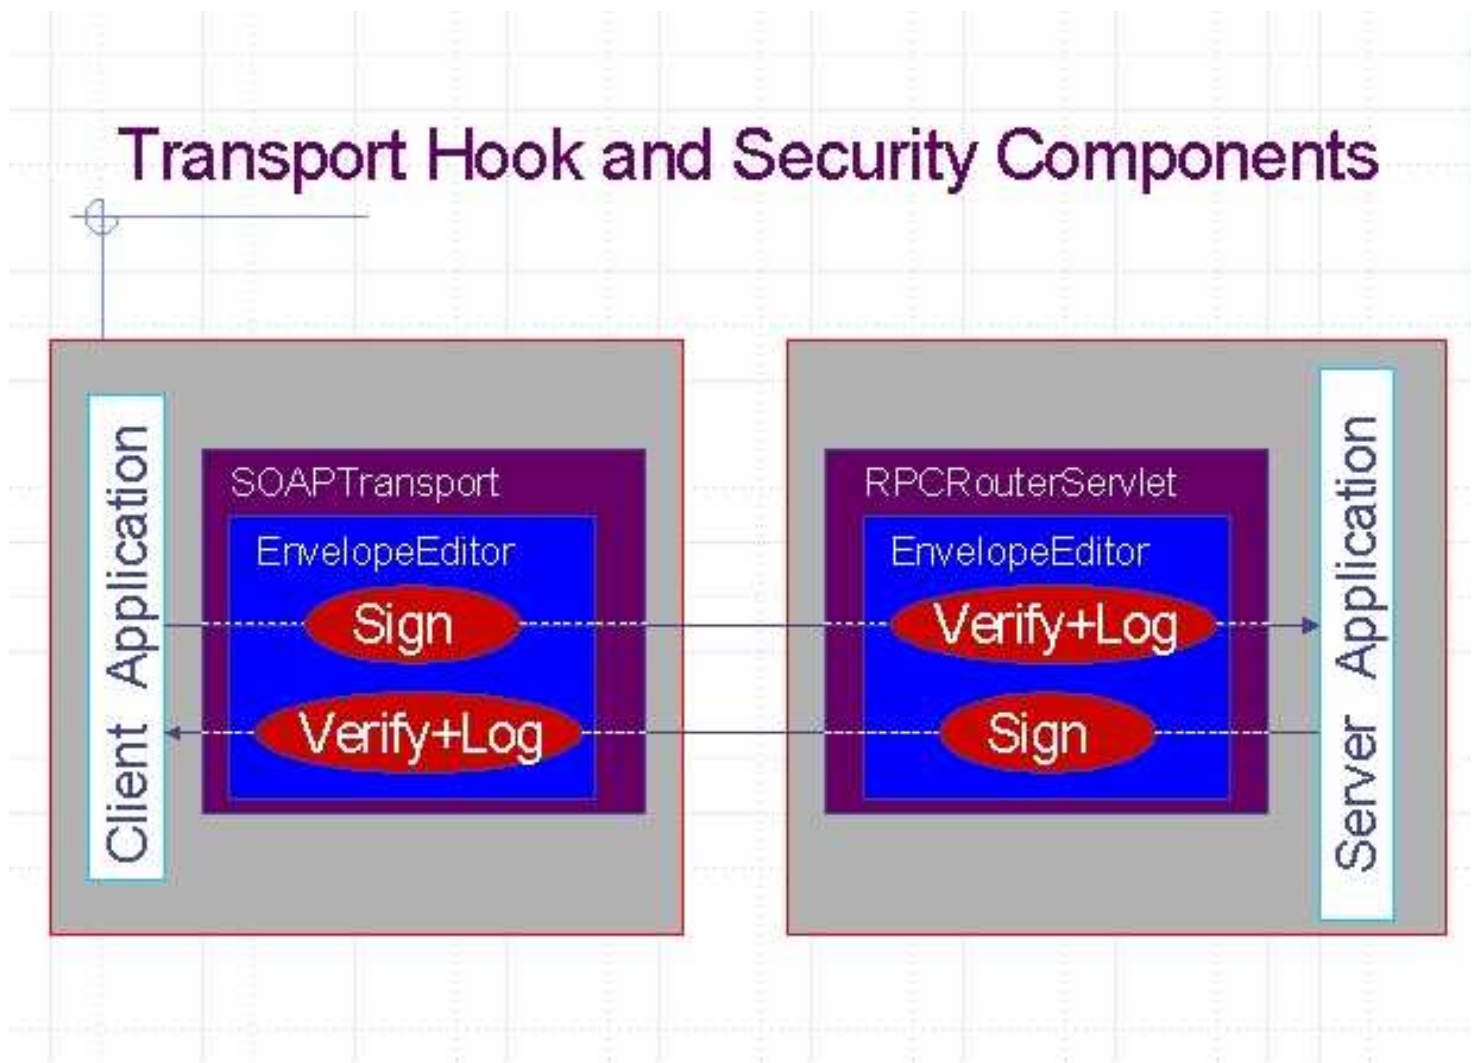 Transport Hook and Security Components
Client Application
SOAPTransport
EnvelopeEditor
Sign
Verify+Log
RPCRouterServlet
EnvelopeEditor
Verify+Log
Sign
Server Application